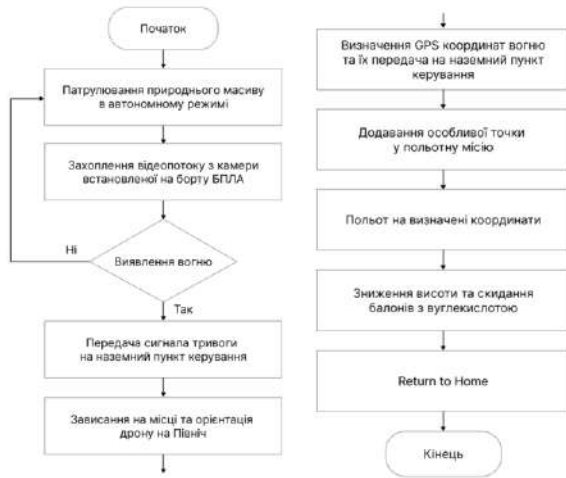 Початок
Патрулювання природнього масиву
в автономному режимі
Захоплення відеопотоку з камери
встановленої на борту БПЛА
Ні
Виявлення вогню
Так
Передача сигнала тривоги
на наземний пункт керування
Зависання на місці та орієнтація
дрону на Північ
Визначення GPS координат вогню
та їх передача на наземний пункт
керування
Додавання особливої точки
у польотну місію
Польот на визначені координати
Зниження висоти та скидання
балонів з вуглекислотою
Return to Home
Кінець